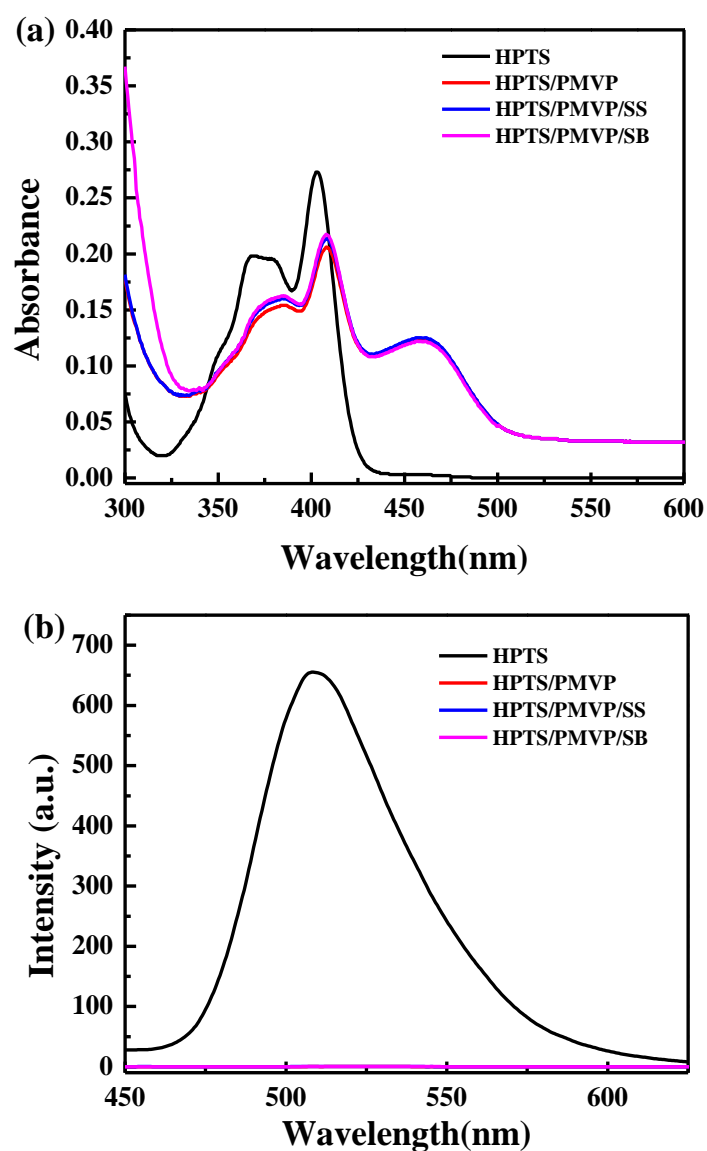 (a)
0.40
HPTS
HPTS/PMVP
HPTS/PMVP/SS
HPTS/PMVP/SB
0.35
0.30
0.25
0.20
0.15
0.10
0.05
0.00
Absorbance
300 350 400 450 500 550 600
Wavelength(nm)
(b)
700
HPTS
HPTS/PMVP
HPTS/PMVP/SS
HPTS/PMVP/SB
600
500
400
300
200
100
0
Intensity (a.u.)
450 500 550 600
Wavelength(nm)